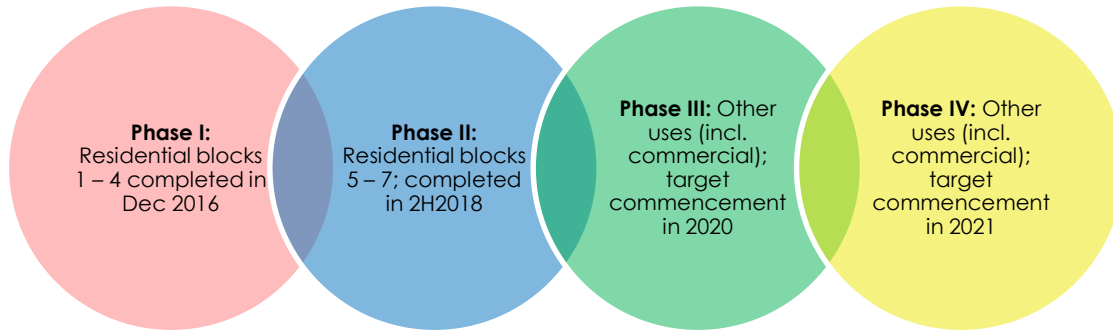 Phase I:
Residential blocks
1 – 4 completed in
Dec 2016
Phase II:
Residential blocks
5 – 7; completed
in 2H2018
Phase III: Other
uses (incl.
commercial);
target
commencement
in 2020
Phase IV: Other
uses (incl.
commercial);
target
commencement
in 2021